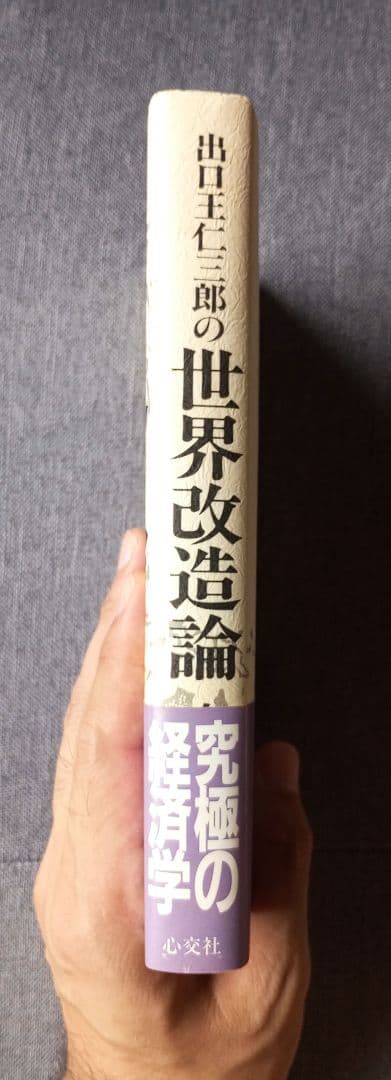 出口王仁三郎の
世界改造論
究極の
経済学
心交社